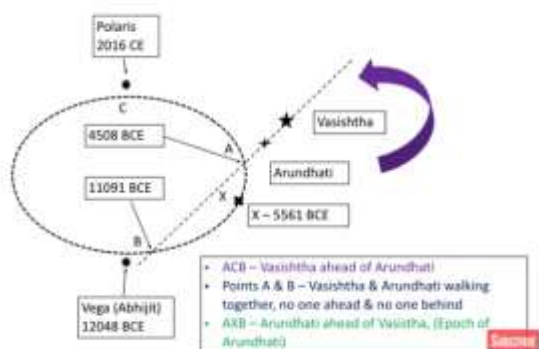 Polaris
2016 CE
C
Vasishtha
4508 BCE
A
Arundhati
11091 BCE
X
X – 5561 BCE
B
Vega (Abhijit)
12048 BCE
• ACB – Vasishtha ahead of Arundhati
• Points A & B – Vasishtha & Arundhati walking
together, no one ahead & no one behind
• AXB – Arundhati ahead of Vasistha, (Epoch of
Arundhati)
Subscribe